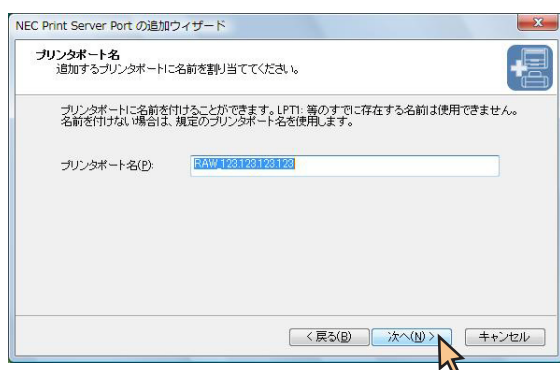 NEC Print Server Port の追加ウィザード
プリンタポート名
追加するプリンタポートに名前を割り当ててください。
プリンタポートに名前を付けることができます。LPT1: 等のすでに存在する名前は使用できません。
名前を付けない場合は、規定のプリンタポート名を使用します。
プリンタポート名(P): RAW_123.123.123.123
< 戻る(B) 次へ(N) > キャンセル